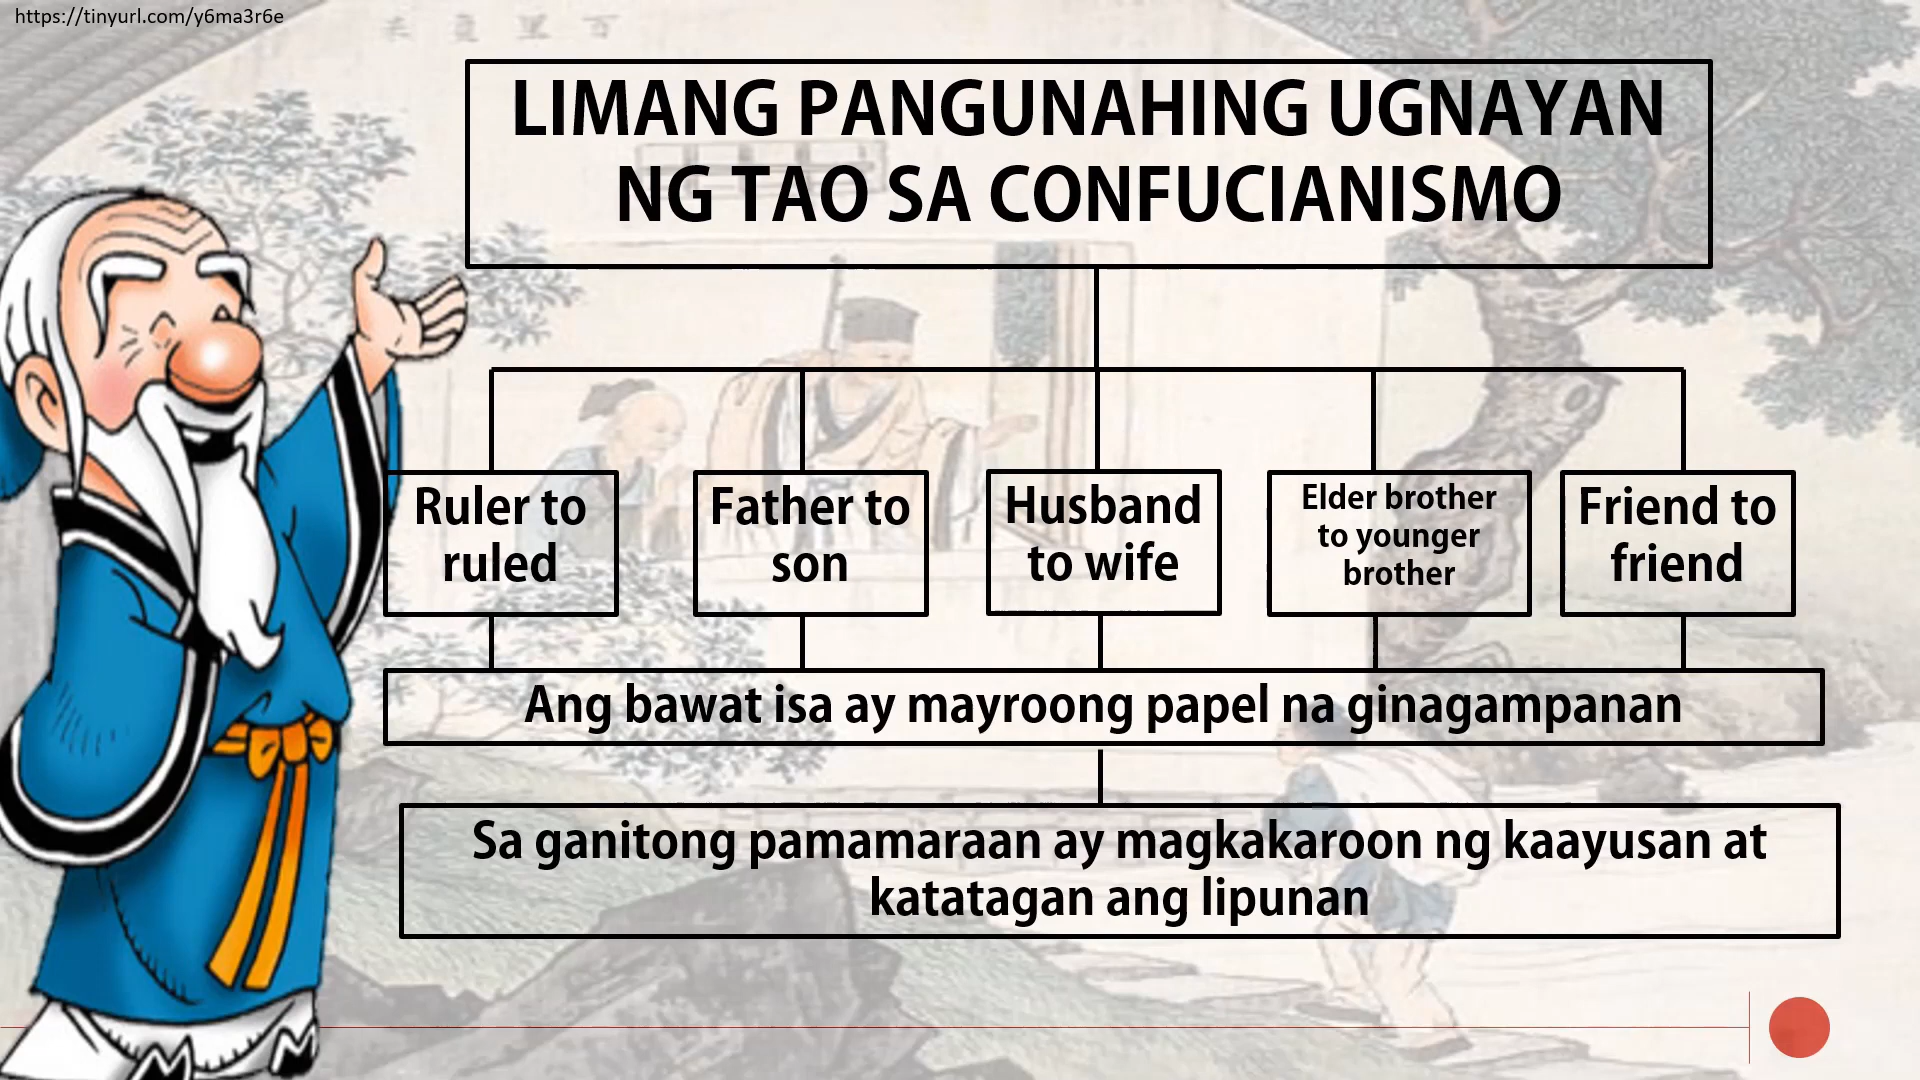 https://tinyurl.com/y6ma3r6e
LIMANG PANGUNAHING UGNAYAN
NG TAO SA CONFUCIANISMO
Ruler to
ruled
Father to
son
Husband
to wife
Elder brother
to younger
brother
Friend to
friend
Ang bawat isa ay mayroong papel na ginagampanan
Sa ganitong pamamaraan ay magkakaroon ng kaayusan at
katatagan ang lipunan